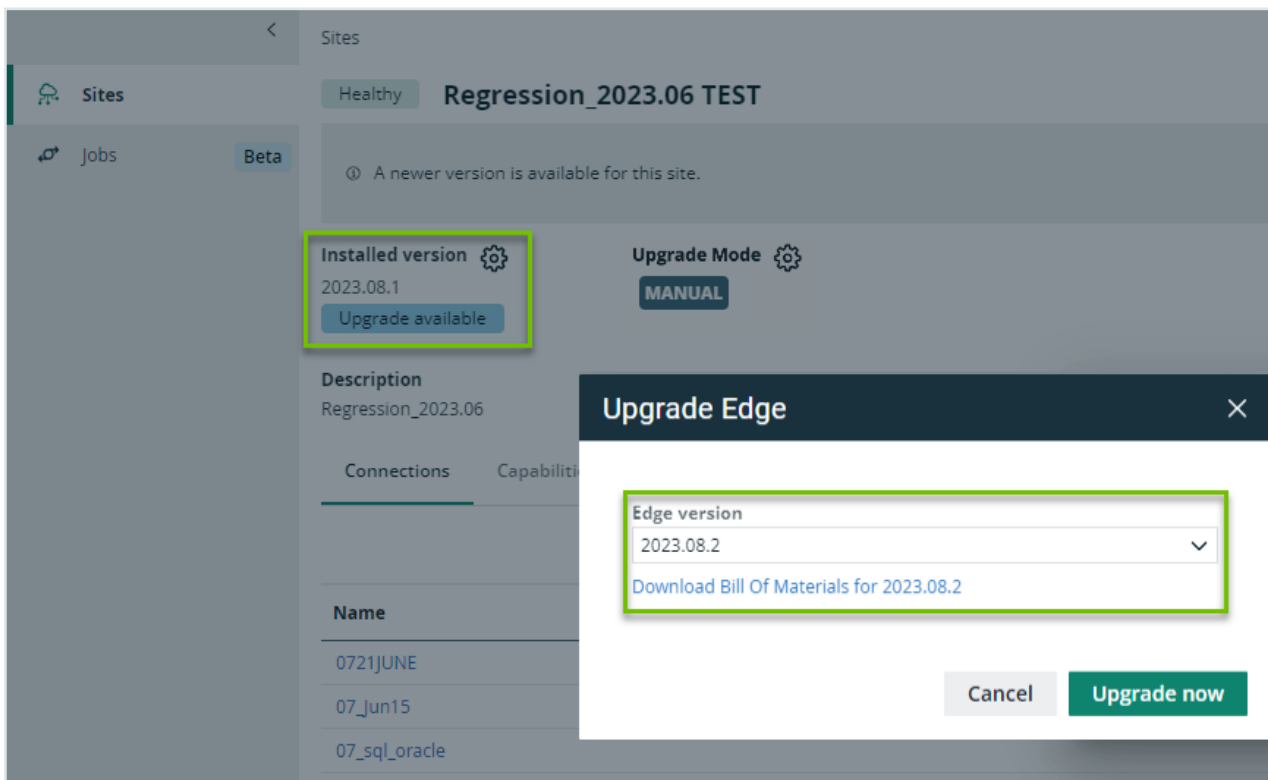 Sites
Sites
Healthy Regression_2023.06 TEST
Jobs Beta
A newer version is available for this site.
Installed version Upgrade Mode
2023.08.1 MANUAL
Upgrade available
Description
Regression_2023.06
Upgrade Edge
Connections Capabiliti
Edge version
2023.08.2
Download Bill Of Materials for 2023.08.2
Name
0721JUNE
07_Jun15
07_sql_oracle
Cancel Upgrade now